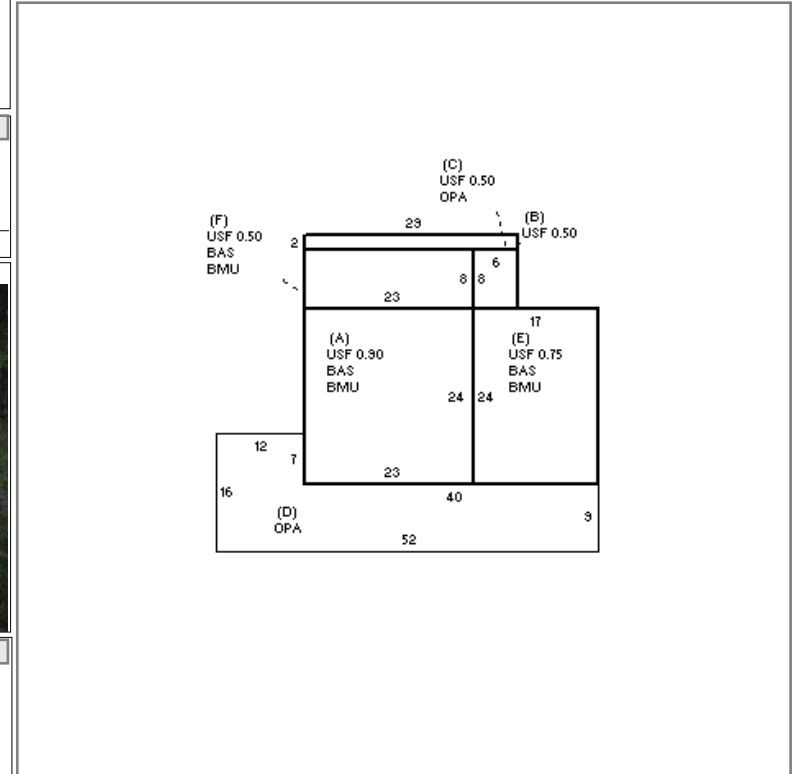 (C)
USF 0.50
OPA
(F)
USF 0.50
BAS
BMU
29
(B)
USF 0.50
2
6
8
8
23
17
(A)
USF 0.90
BAS
BMU
(E)
USF 0.75
BAS
BMU
24
24
12
7
23
16
40
(D)
OPA
9
52